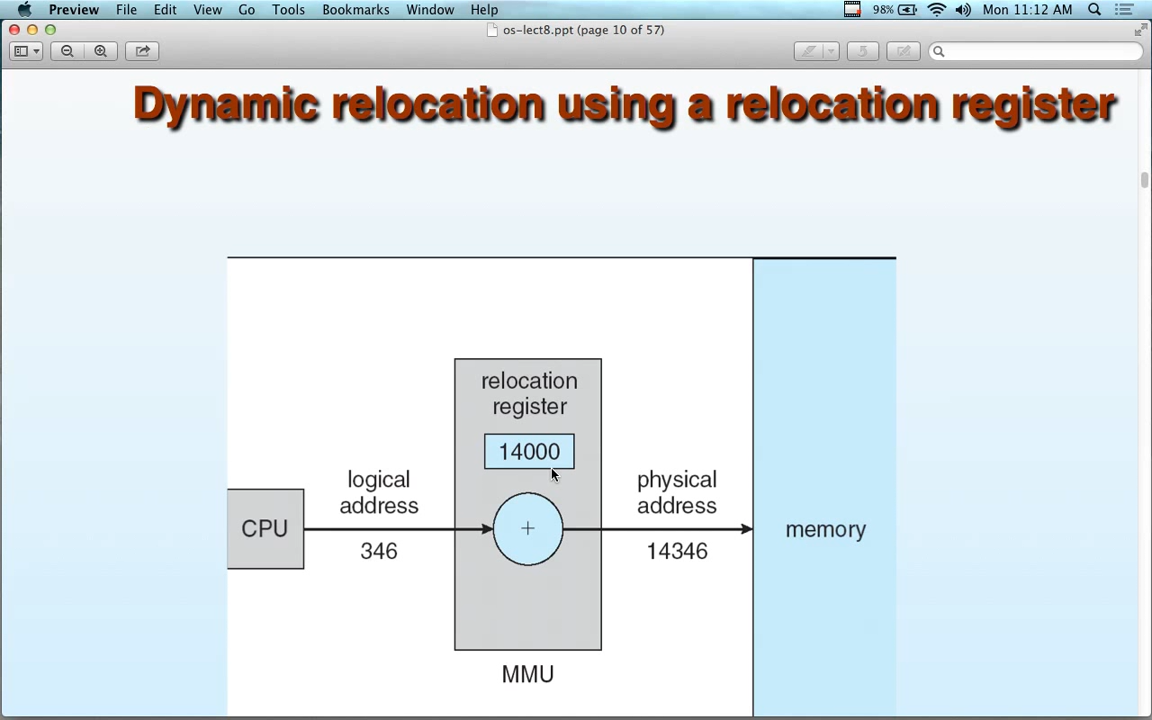 Preview File Edit View Go Tools Bookmarks Window Help 98% Mon 11:12 AM
os-lect8.ppt (page 10 of 57)
Dynamic relocation using a relocation register
relocation
register
14000
logical
address
physical
address
CPU
+
memory
346
14346
MMU